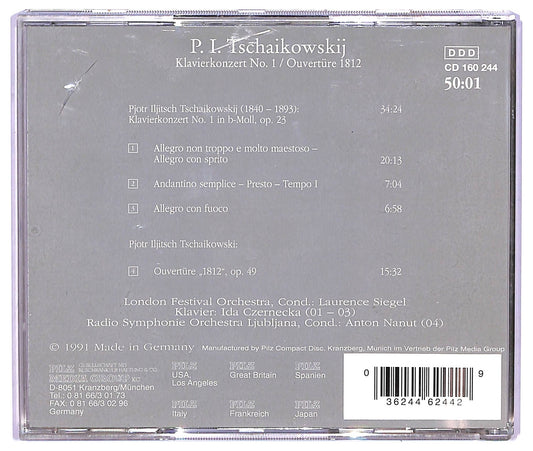 P. I. Tschaikowskij
Klavierkonzert No. 1 / Ouvertüre 1812
DDD
CD 160 244
50:01
Pjotr Iljitsch Tschaikowskij (1840 – 1893): 34:24
Klavierkonzert No. 1 in b-Moll, op. 23
1 Allegro non troppo e molto maestoso –
Allegro con sprito 20:13
2 Andantino semplice – Presto – Tempo I 7:04
3 Allegro con fuoco 6:58
Pjotr Iljitsch Tschaikowski:
4 Ouvertüre „1812", op. 49 15:32
London Festival Orchestra, Cond.: Laurence Siegel
Klavier: Ida Czernecka (01 – 03)
Radio Symphonie Orchestra Ljubljana, Cond.: Anton Nanut (04)
© 1991 Made in Germany Manufactured by Pilz Compact Disc, Kranzberg, Munich im Vertrieb der Pilz Media Group
PILZ
MEDIA GROUP
D-8051 Kranzberg/München
Tel.: 0 81 66/3 01 73
FAX: 0 81 66/3 02 96
Germany
PILZ
USA,
Los Angeles
PILZ
Great Britain
PILZ
Spanien
PILZ
Italy
PILZ
Frankreich
PILZ
Japan
0 36244 62442 9